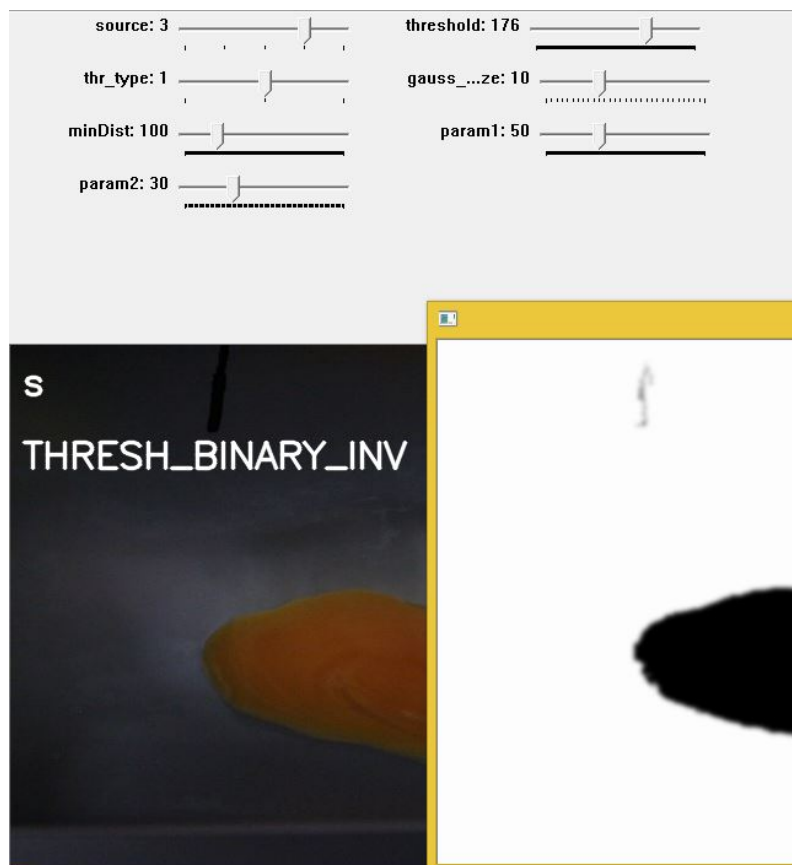 source: 3
threshold: 176
thr_type: 1
gauss_...ze: 10
minDist: 100
param1: 50
param2: 30
S
THRESH_BINARY_INV